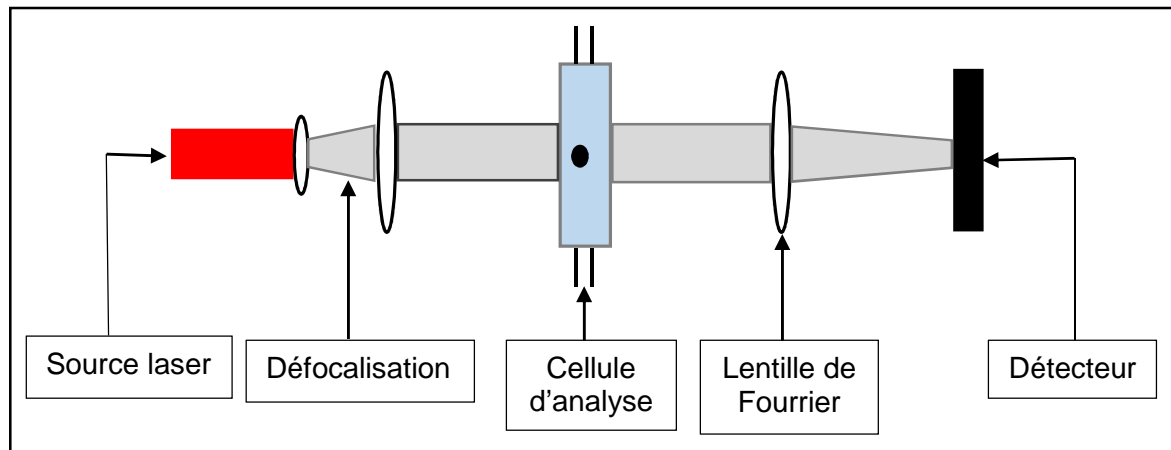 Source laser
Défocalisation
Cellule
d'analyse
Lentille de
Fourrier
Détecteur